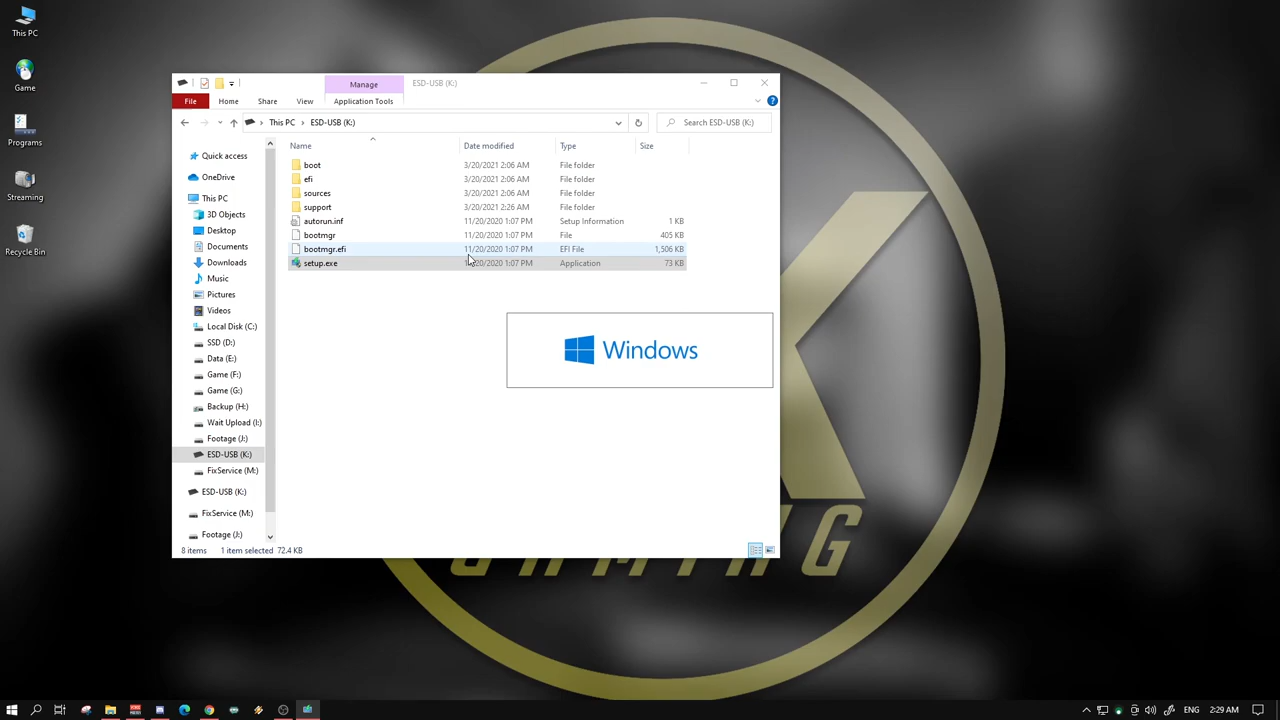 This PC
Game
Programs
Streaming
Recycle Bin
Manage
ESD-USB (K:)
File
Home
Share
View
Application Tools
This PC
ESD-USB (K:)
Search ESD-USB (K:)
Name
Date modified
Type
Size
boot
3/20/2021 2:06 AM
File folder
efi
3/20/2021 2:06 AM
File folder
sources
3/20/2021 2:06 AM
File folder
support
3/20/2021 2:26 AM
File folder
autorun.inf
11/20/2020 1:07 PM
Setup Information
1 KB
bootmgr
11/20/2020 1:07 PM
File
405 KB
bootmgr.efi
11/20/2020 1:07 PM
EFI File
1,506 KB
setup.exe
/20/2020 1:07 PM
Application
73 KB
Quick access
OneDrive
This PC
3D Objects
Desktop
Documents
Downloads
Music
Pictures
Videos
Local Disk (C:)
SSD (D:)
Data (E:)
Game (F:)
Game (G:)
Backup (H:)
Wait Upload (I:)
Footage (J:)
ESD-USB (K:)
FixService (M:)
ESD-USB (K:)
FixService (M:)
Footage (J:)
8 items
1 item selected
72.4 KB
Windows
K
GAMING
2:29 AM